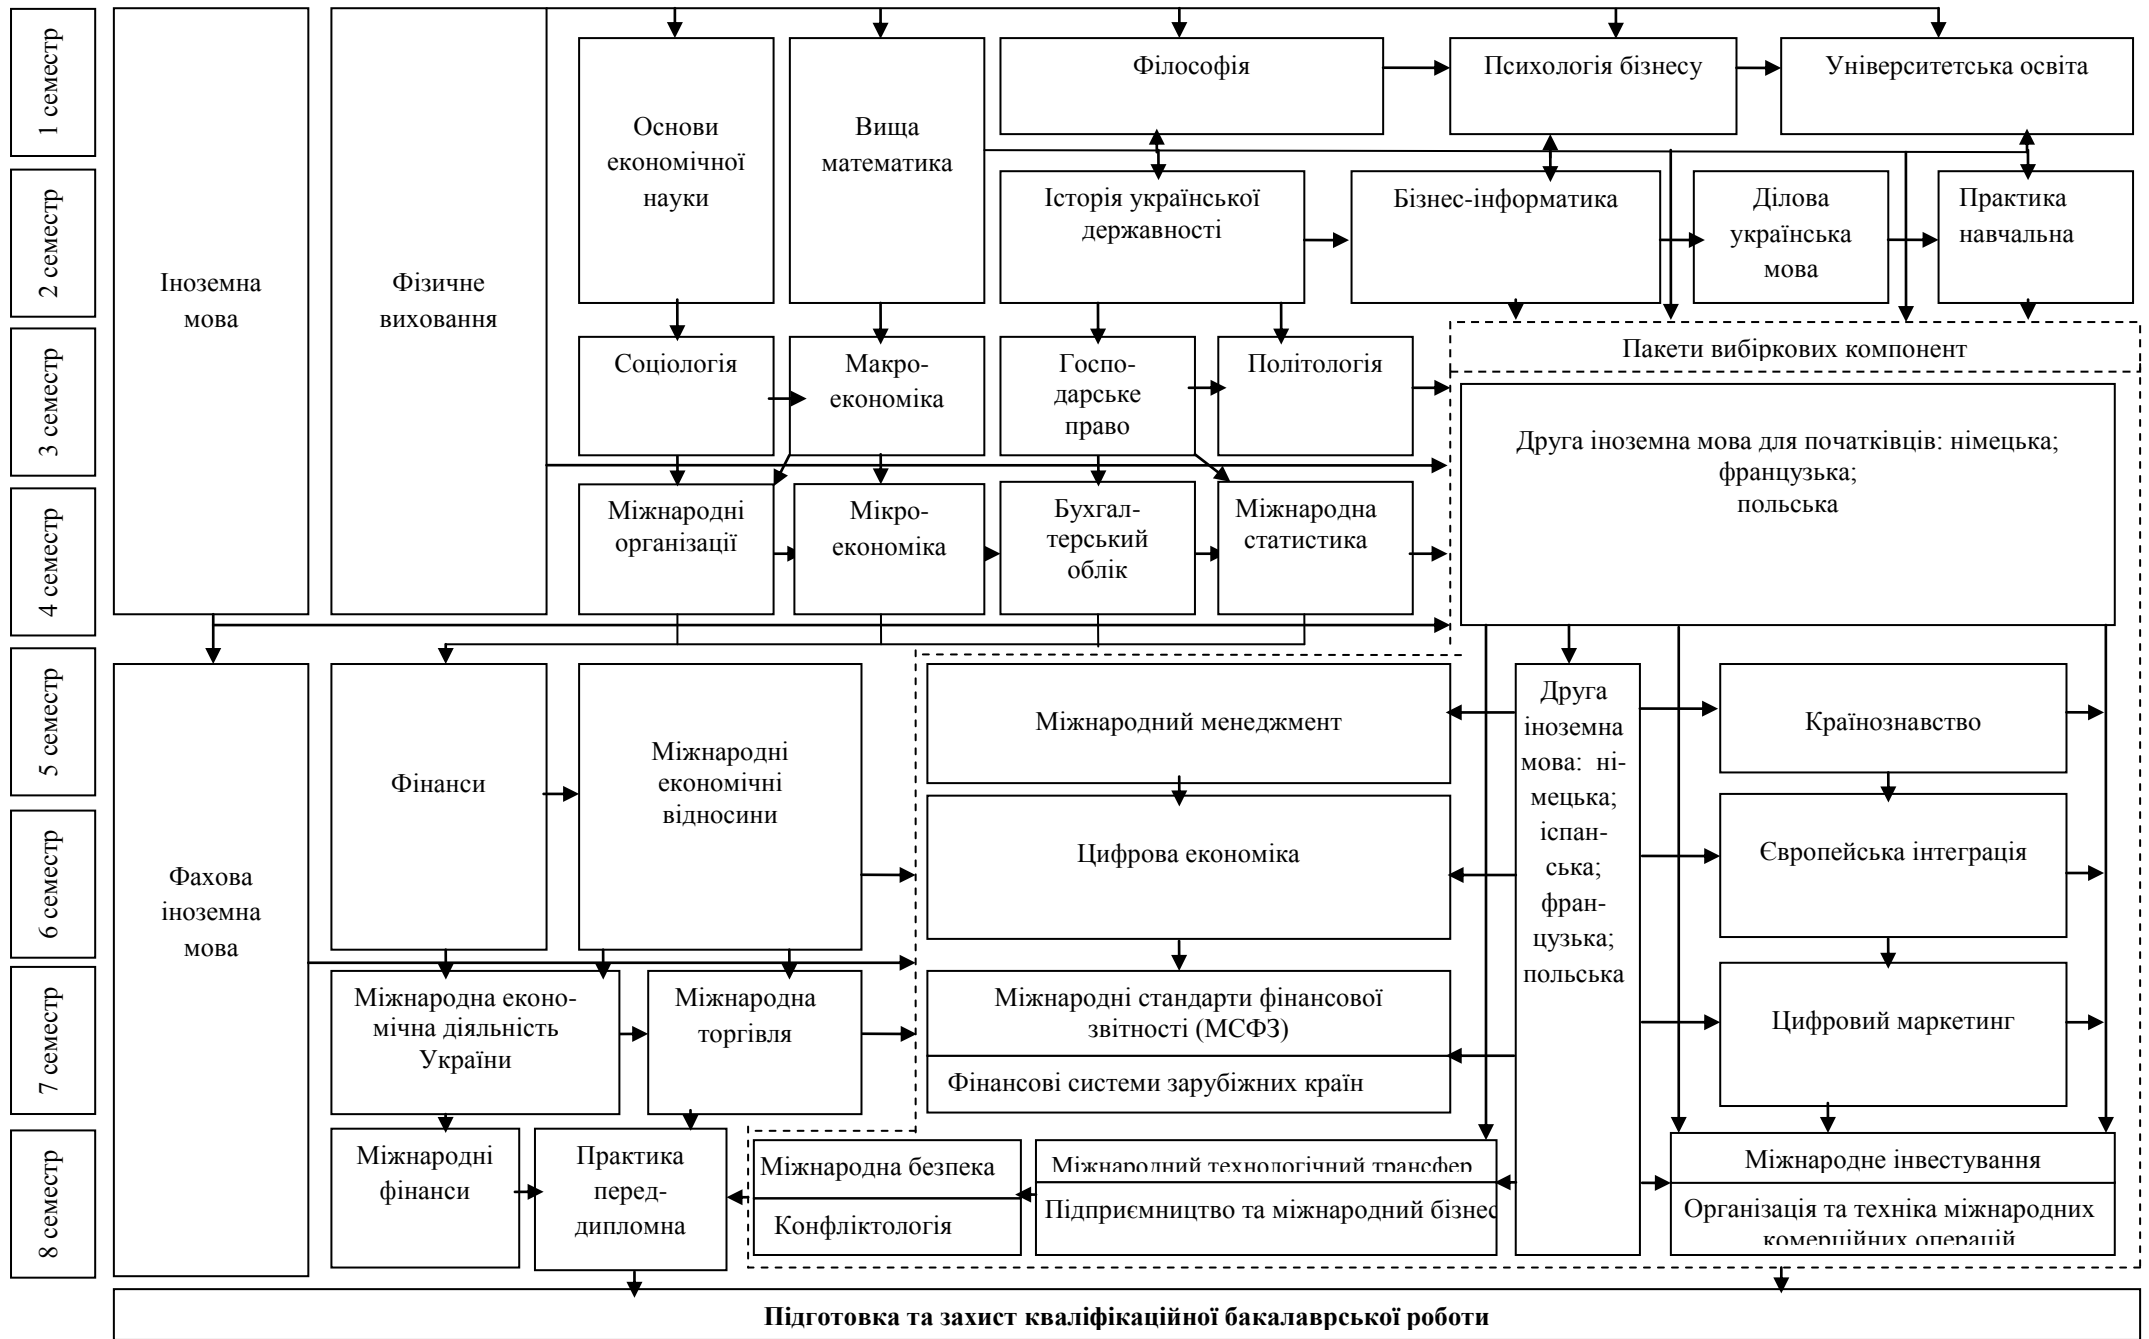 1 семестр
2 семестр
3 семестр
4 семестр
5 семестр
6 семестр
7 семестр
8 семестр
Іноземна
мова
Фізичне
виховання
Основи
економічної
науки
Вища
математика
Філософія
Психологія бізнесу
Університетська освіта
Історія української
державності
Бізнес-інформатика
Ділова
українська
мова
Практика
навчальна
Соціологія
Макро-
економіка
Госпо-
дарське
право
Політологія
Пакети вибіркових компонент
Друга іноземна мова для початківців: німецька;
французька;
польська
Міжнародні
організації
Мікро-
економіка
Бухгал-
терський
облік
Міжнародна
статистика
Фахова
іноземна
мова
Фінанси
Міжнародні
економічні
відносини
Міжнародний менеджмент
Друга
іноземна
мова: ні-
мецька;
іспан-
ська;
фран-
цузька;
польська
Країнознавство
Цифрова економіка
Європейська інтеграція
Міжнародна еконо-
мічна діяльність
України
Міжнародна
торгівля
Міжнародні стандарти фінансової
звітності (МСФЗ)
Фінансові системи зарубіжних країн
Цифровий маркетинг
Міжнародні
фінанси
Практика
перед-
дипломна
Міжнародна безпека
Конфліктологія
Міжнародний технологічний трансфер
Підприємництво та міжнародний бізнес
Міжнародне інвестування
Організація та техніка міжнародних
комерційних операцій
Підготовка та захист кваліфікаційної бакалаврської роботи